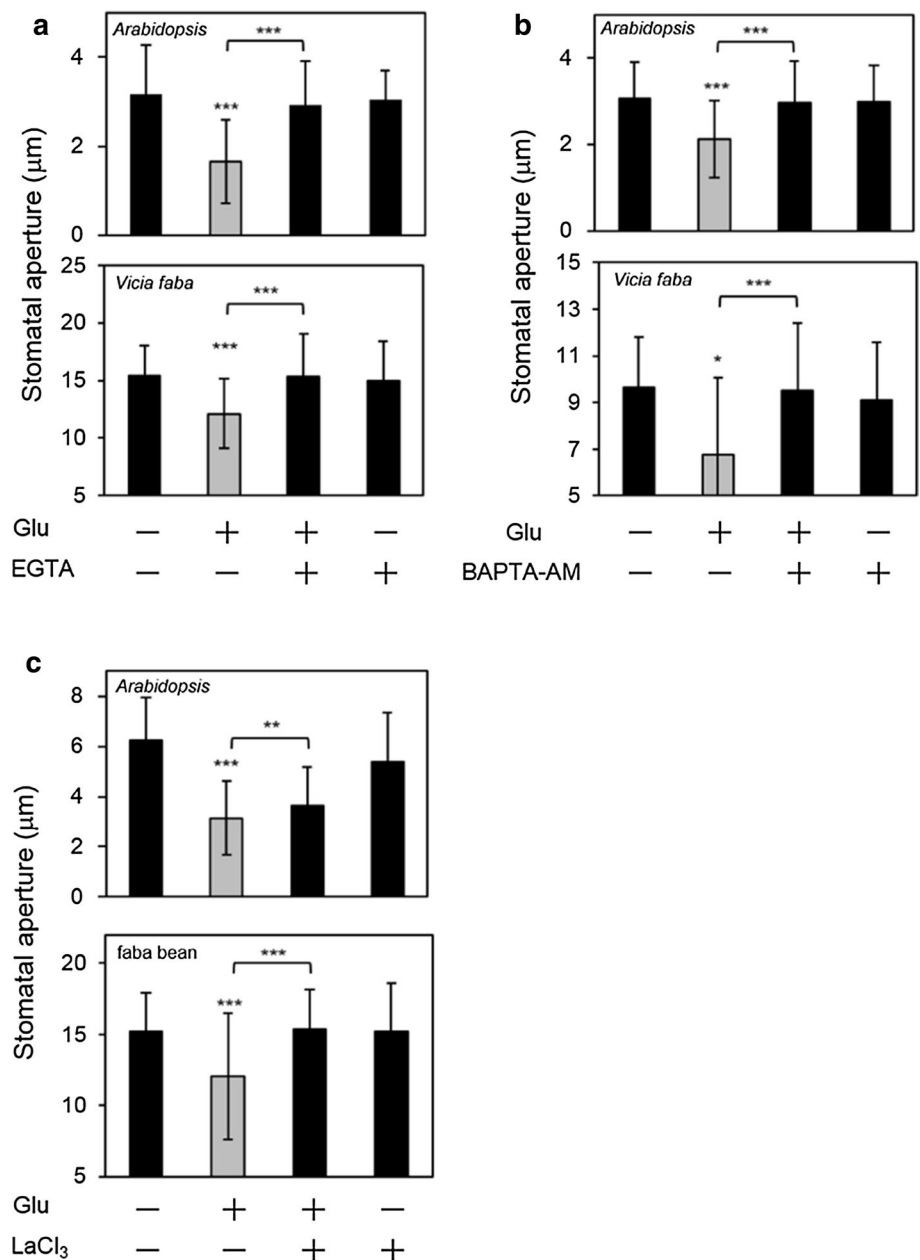 a
Arabidopsis
***
***
Stomatal aperture (μm)
4
2
0
Vicia faba
***
***
25
20
15
10
5
Glu − + + −
EGTA − − + +
b
Arabidopsis
***
***
Stomatal aperture (μm)
4
2
0
Vicia faba
***
*
15
13
11
9
7
5
Glu − + + −
BAPTA-AM − − + +
c
Arabidopsis
**
***
Stomatal aperture (μm)
8
6
4
2
0
faba bean
***
***
20
15
10
5
Glu − + + −
LaCl₃ − − + +